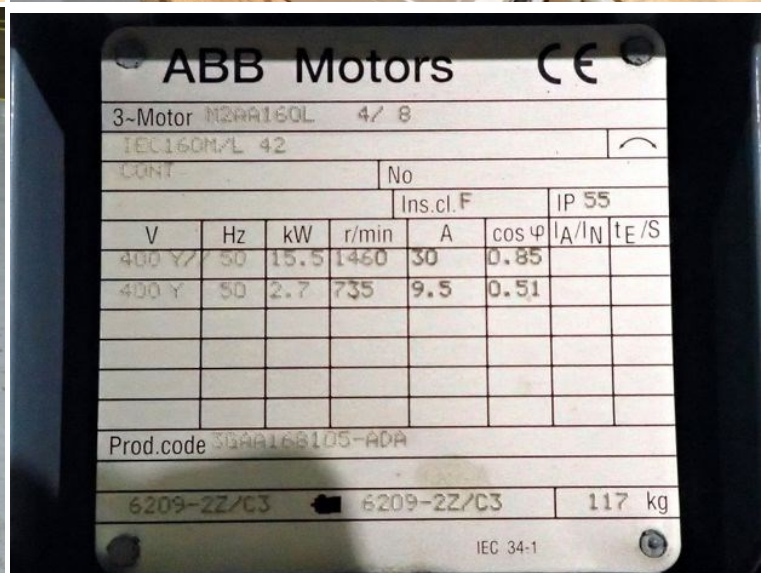 ABB Motors CE
3~Motor M2AA160L 4/ 8
IEC160M/L 42
CONT No
Ins.cl. F IP 55
V Hz kW r/min A cos φ IA/IN tE/S
400 Y// 50 15.5 1460 30 0.85
400 Y 50 2.7 735 9.5 0.51
Prod.code 3GAA168105-ADA
6209-2Z/C3 6209-2Z/C3 117 kg
IEC 34-1